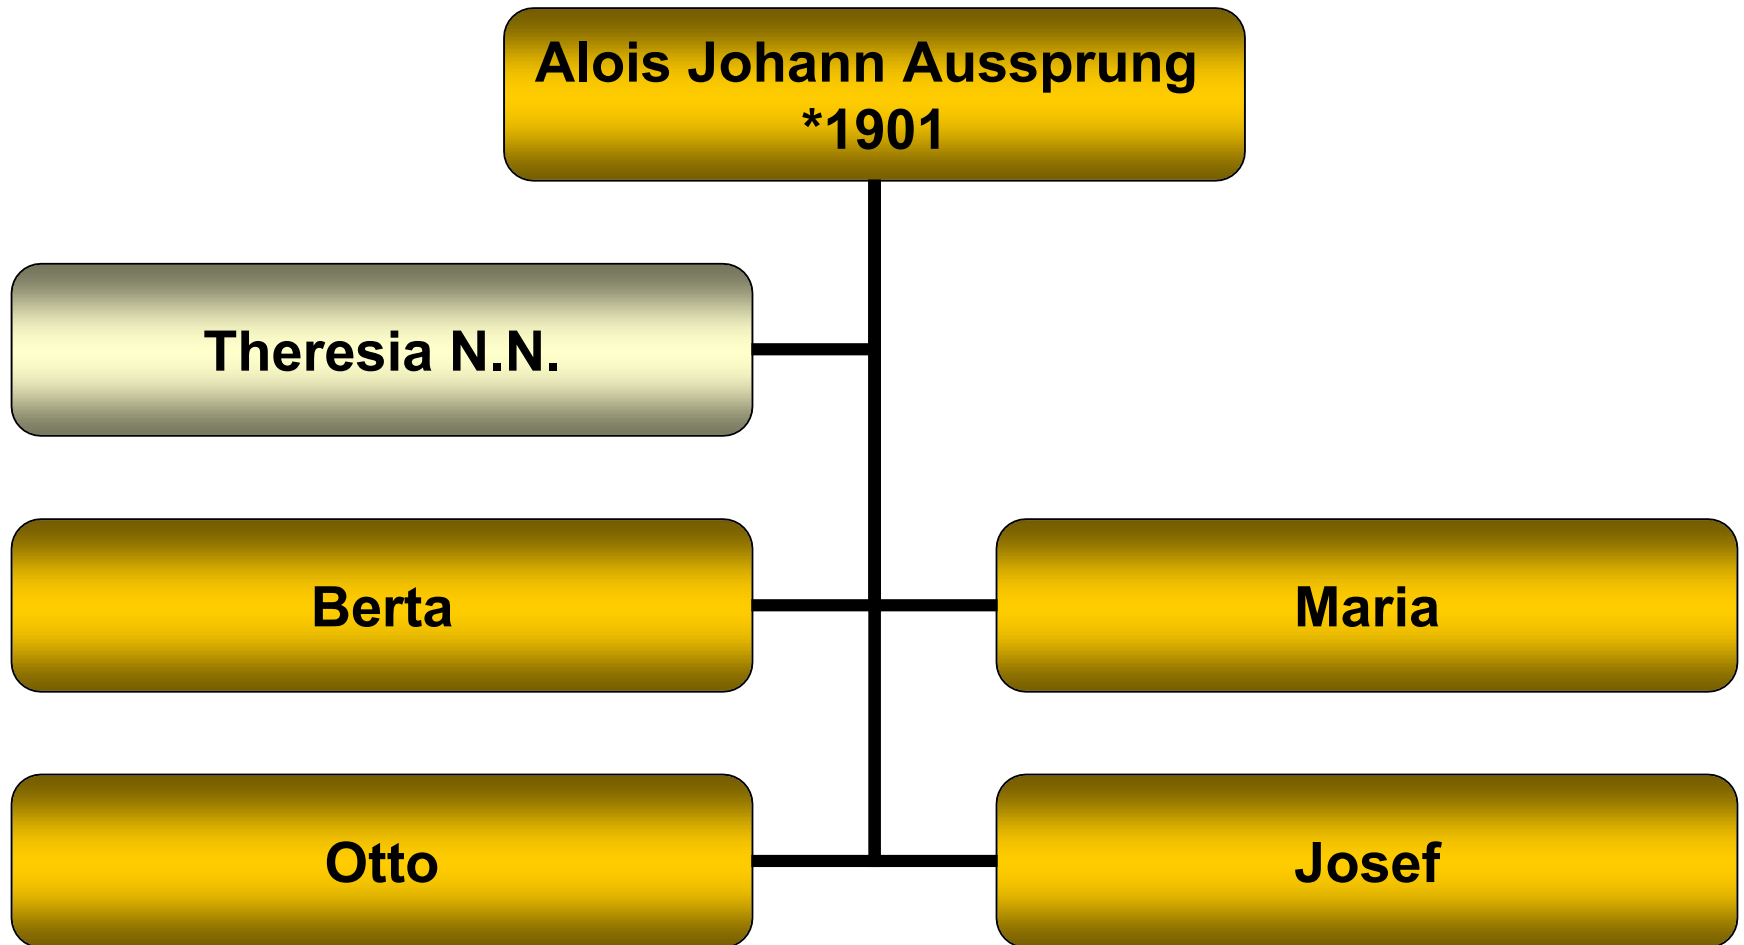 Alois Johann Aussprung
*1901
Theresia N.N.
Berta
Maria
Otto
Josef